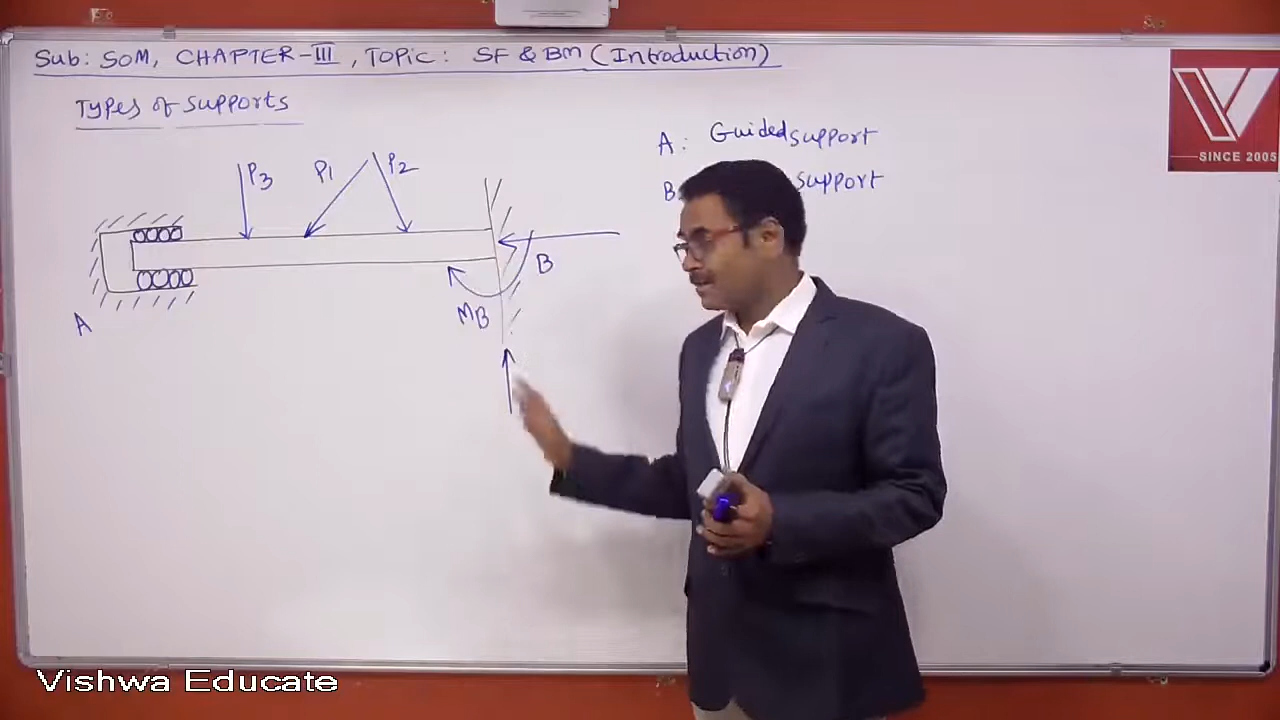 Sub: SOM, CHAPTER-III, TOPIC: SF & BM (Introduction)
Types of supports
A: Guided support
B support
P3 P1 P2
B
MB
A
SINCE 2005
Vishwa Educate